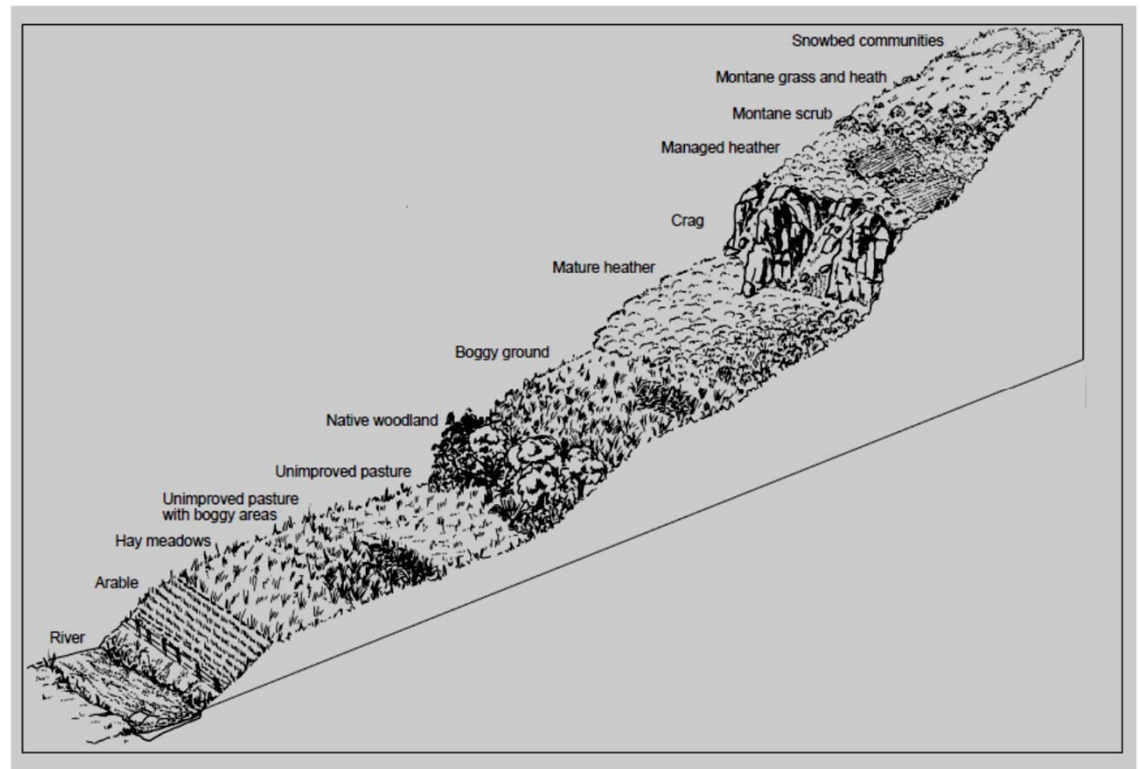 Snowbed communities
Montane grass and heath
Montane scrub
Managed heather
Crag
Mature heather
Boggy ground
Native woodland
Unimproved pasture
Unimproved pasture
with boggy areas
Hay meadows
Arable
River